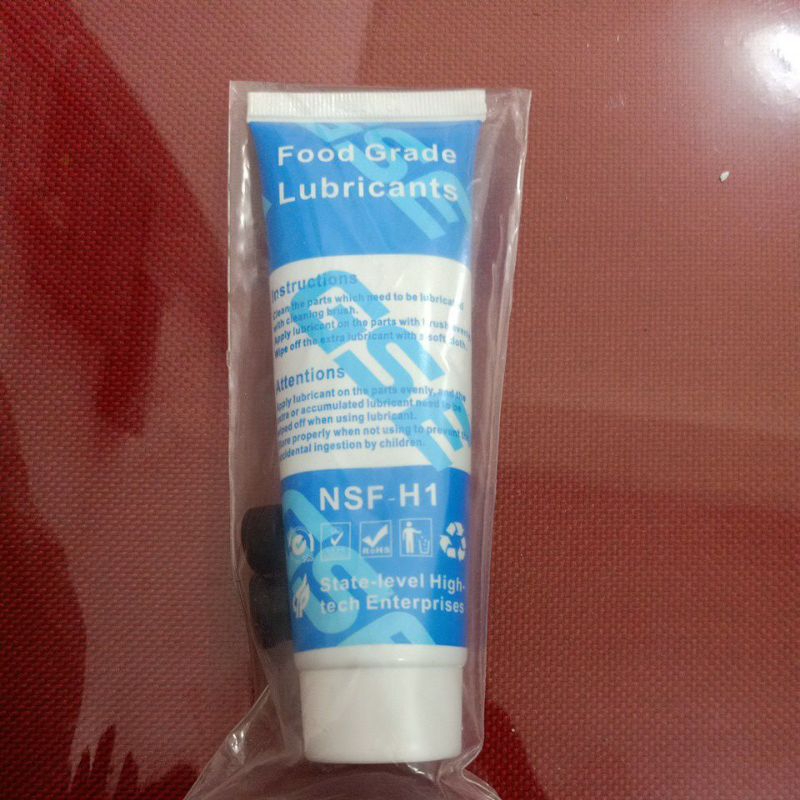 Food Grade
Lubricants
Instructions
Clean the parts which need to be lubricated
with cleaning brush.
Apply lubricant on the parts with brush evenly
Wipe off the extra lubricant with a soft cloth.
Attentions
Apply lubricant on the parts evenly, and the
extra or accumulated lubricant need to be
wiped off when using lubricant.
Store properly when not using to prevent the
accidental ingestion by children.
NSF-H1
RoHS
State-level High-
tech Enterprises